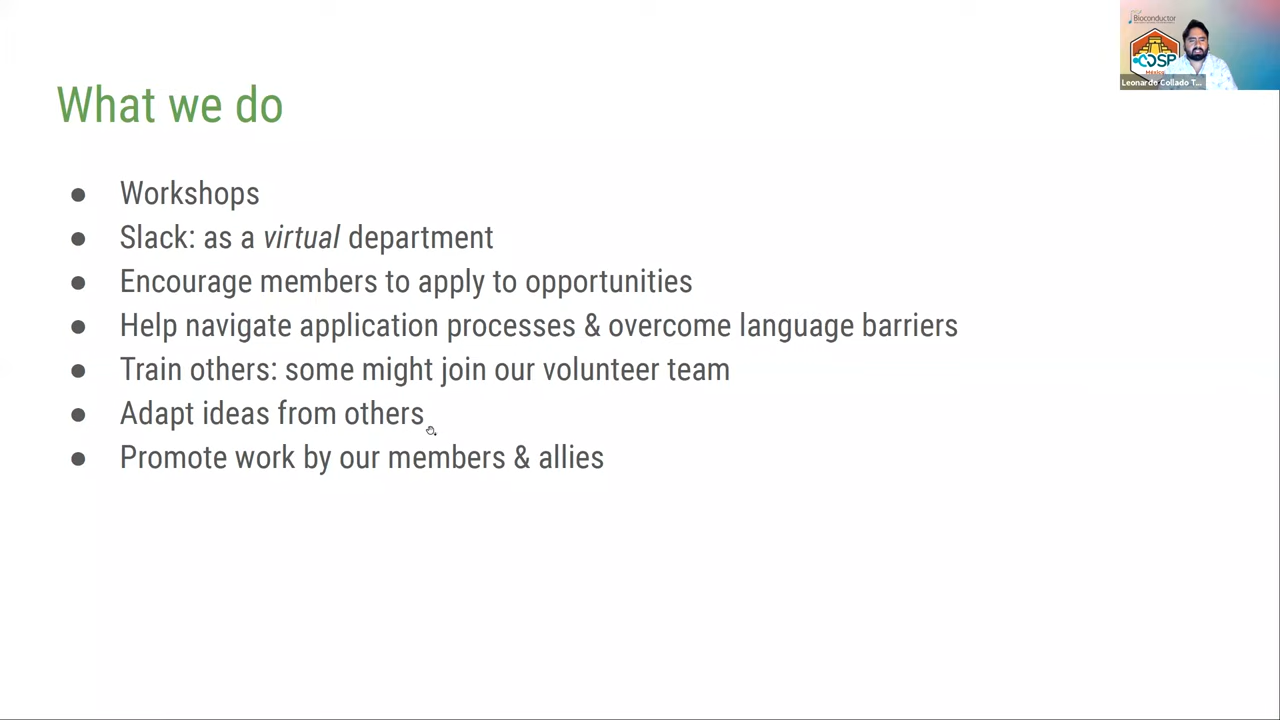 What we do
● Workshops
● Slack: as a virtual department
● Encourage members to apply to opportunities
● Help navigate application processes & overcome language barriers
● Train others: some might join our volunteer team
● Adapt ideas from others
● Promote work by our members & allies
Bioconductor
CDSB
México
Leonardo Collado T...